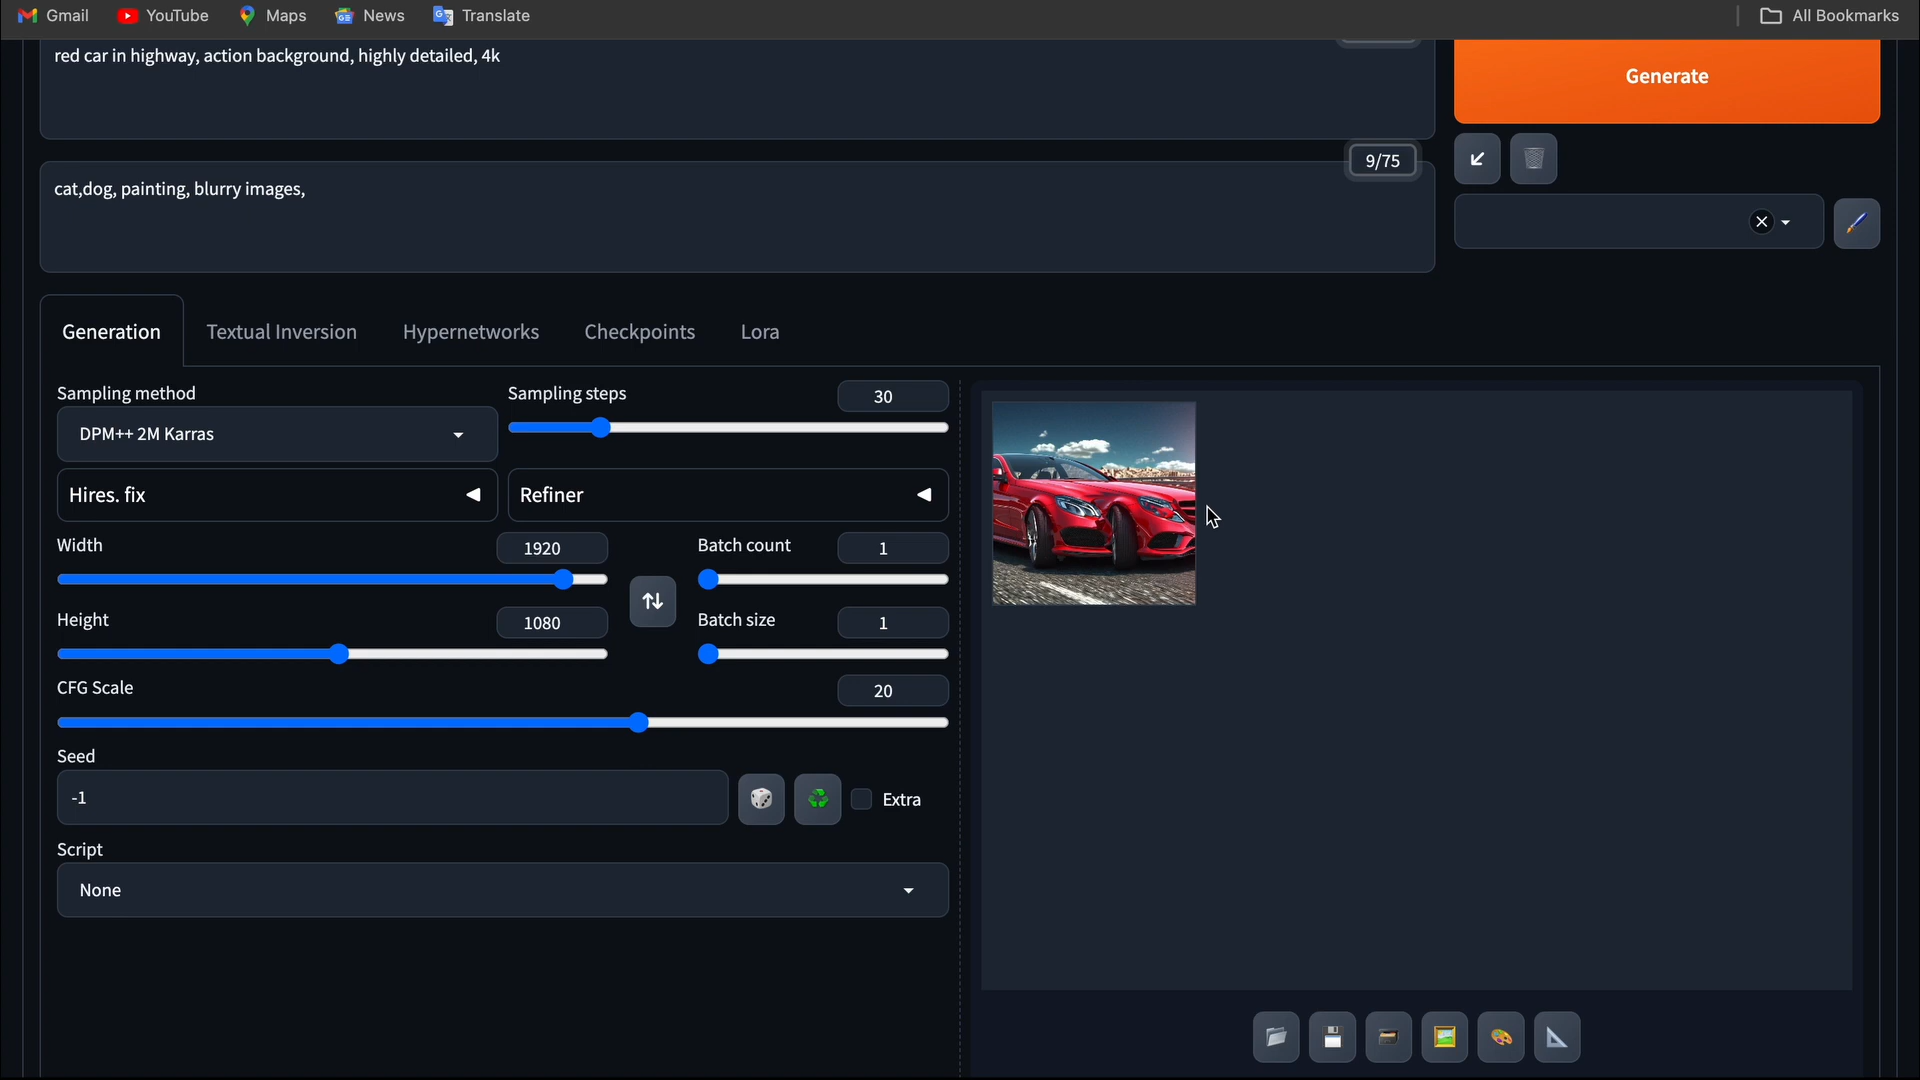 Gmail YouTube Maps News Translate All Bookmarks
red car in highway, action background, highly detailed, 4k
Generate
9/75
cat,dog, painting, blurry images,
Generation Textual Inversion Hypernetworks Checkpoints Lora
Sampling method
DPM++ 2M Karras
Sampling steps 30
Hires. fix
Refiner
Width 1920
Batch count 1
Height 1080
Batch size 1
CFG Scale 20
Seed
-1
Extra
Script
None